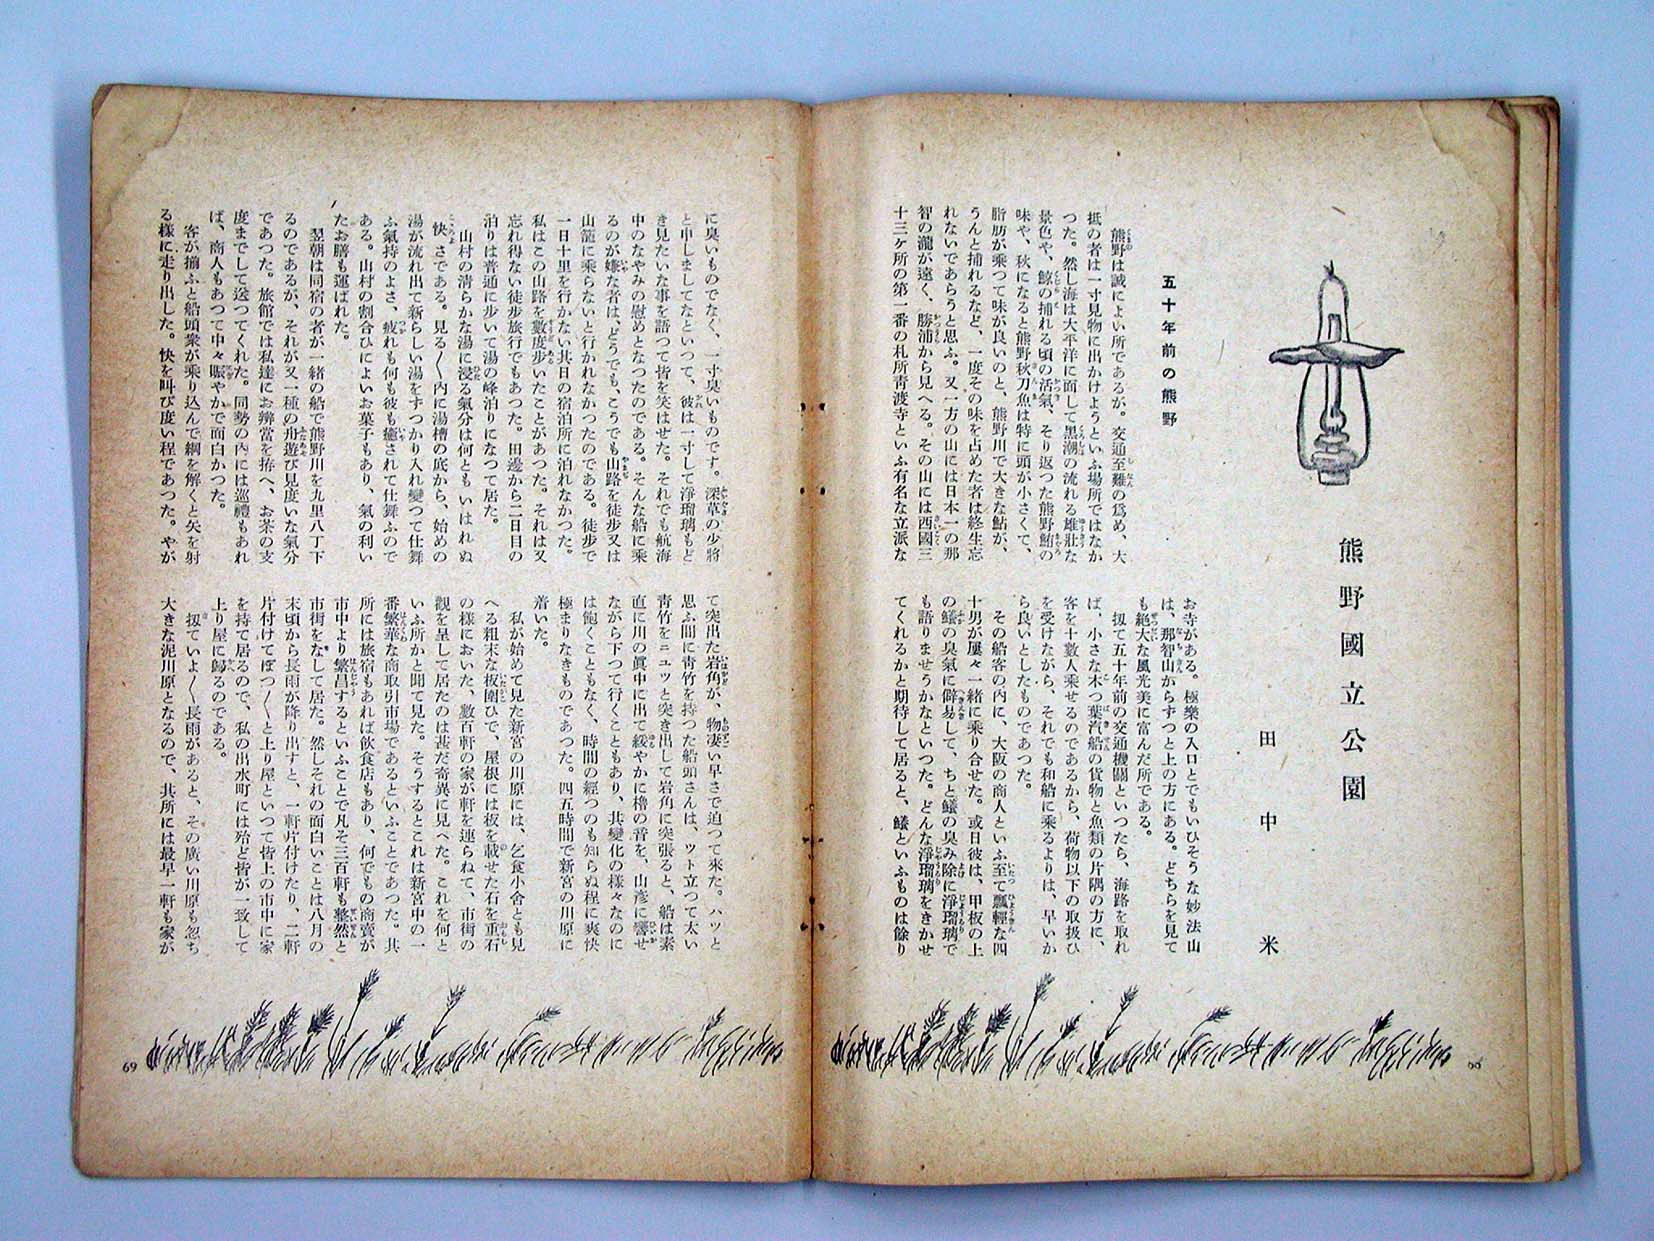 熊野國立公園
田中米
五十年前の熊野
熊野は誠によい所であるが、交通至難の爲め、大
抵の者は一寸見物に出かけようといふ場所ではなか
つた。然し海は大平洋に面して黒潮の流れる雄壯な
景色や、鯨の捕れる頃の活氣、そり返つた熊野鮪の
味や、秋になると熊野秋刀魚は特に頭が小さくて、
脂肪が乘つて味が良いのと、熊野川で大きな鮎が、
うんと捕れるなど、一度その味を占めた者は終生忘
れないであらうと思ふ。又一方の山には日本一の那
智の瀧が遠く、勝浦から見へる。その山には西國三
十三ケ所の第一番の札所靑渡寺といふ有名な立派な
お寺がある。極樂の入口とでもいひそうな妙法山
は、那智山からずつと上の方にある。どちらを見て
も絶大な風光美に富んだ所である。
扨て五十年前の交通機關といつたら、海路を取れ
ば、小さな木つ葉汽船の貨物と魚類の片隅の方に、
客を十數人乘せるのであるから、荷物以下の取扱ひ
を受けながら、それでも和船に乘るよりは、早いか
ら良いとしたものであつた。
その船客の内に、大阪の商人といふ至て瓢輕な四
十男が屢々一緒に乘り合せた。或日彼は、甲板の上
の鱶の臭氣に僻易して、ちと鱶の臭み除に淨瑠璃で
も語りませうかなといつた。どんな淨瑠璃をきかせ
てくれるかと期待して居ると、鱶といふものは餘り
に臭いものでなく、一寸臭いものです。深草の少將
と申しましてなといつて、彼は一寸して淨瑠璃もど
き見たいな事を語つて皆を笑はせた。それでも航海
中のなやみの慰めとなつたのである。そんな船に乘
るのが嫌な者は、どうでも、こうでも山路を徒歩又は
山籠に乘らないと行かれなかつたのである。徒歩で
一日十里を行かない其日の宿泊所に泊れなかつた。
私はこの山路を數度歩いたことがあつた。それは又
忘れ得ない徒歩旅行でもあつた。田邊から二日目の
泊りは普通に歩いて湯の峰泊りになつて居た。
山村の清らかな湯に浸る氣分は何ともいはれぬ
快さである。見る〱内に湯槽の底から、始めの
湯が流れ出て新らしい湯をすつかり入れ變つて仕舞
ふ氣持のよさ、疲れも何も彼も癒されて仕舞ふので
ある。山村の割合ひによいお菓子もあり、氣の利い
たお膳も運ばれた。
翌朝は同宿の者が一緒の船で熊野川を九里八丁下
るのであるが、それが又一種の舟遊び見度いな氣分
であつた。旅館では私達にお辨當を拵へ、お茶の支
度までして送つてくれた。同勢の内には巡禮もあれ
ば、商人もあつて中々賑やかで面白かつた。
客が揃ふと船頭衆が乘り込んで綱を解くと矢を射
る樣に走り出した。快を叫び度い程であつた。やが
て突出た岩角が、物凄い早さで迫つて來た。ハツと
思ふ間に靑竹を持つた船頭さんは、ツト立つて太い
靑竹をニユツと突き出して岩角に突張ると、船は素
直に川の眞中に出て緩やかに櫓の音を、山彦に響せ
ながら下つて行くこともあり、其變化の樣々なのに
は飽くこともなく、時間の經つのも知らぬ程に爽快
極まりなきものであつた。四五時間で新宮の川原に
着いた。
私が始めて見た新宮の川原には、乞食小舎とも見
へる粗末な板圍ひで、屋根には板を載せた石を重石
の樣においた、數百軒の家が軒を連らねて、市街の
觀を呈して居たのは甚だ奇異に見へた。これを何と
いふ所かと聞て見た。そうするとこれは新宮中の一
番繁華な商取引市場であるといふことであつた。其
所には旅宿もあれば飲食店もあり、何でもの商賣が
市中より繁昌するといふことで凡そ三百軒も整然と
市街をなして居た。然しそれの面白いことは八月の
末頃から長雨が降り出すと、一軒片付けたり、二軒
片付けてぼつ〱と上り屋といつて皆上の市中に家
を持て居るので、私の出水町には殆ど皆が一致して
上り屋に歸るのである。
扨ていよ〱長雨があると、その廣い川原も忽ち
大きな泥川原となるので、其所には最早一軒も家が
69